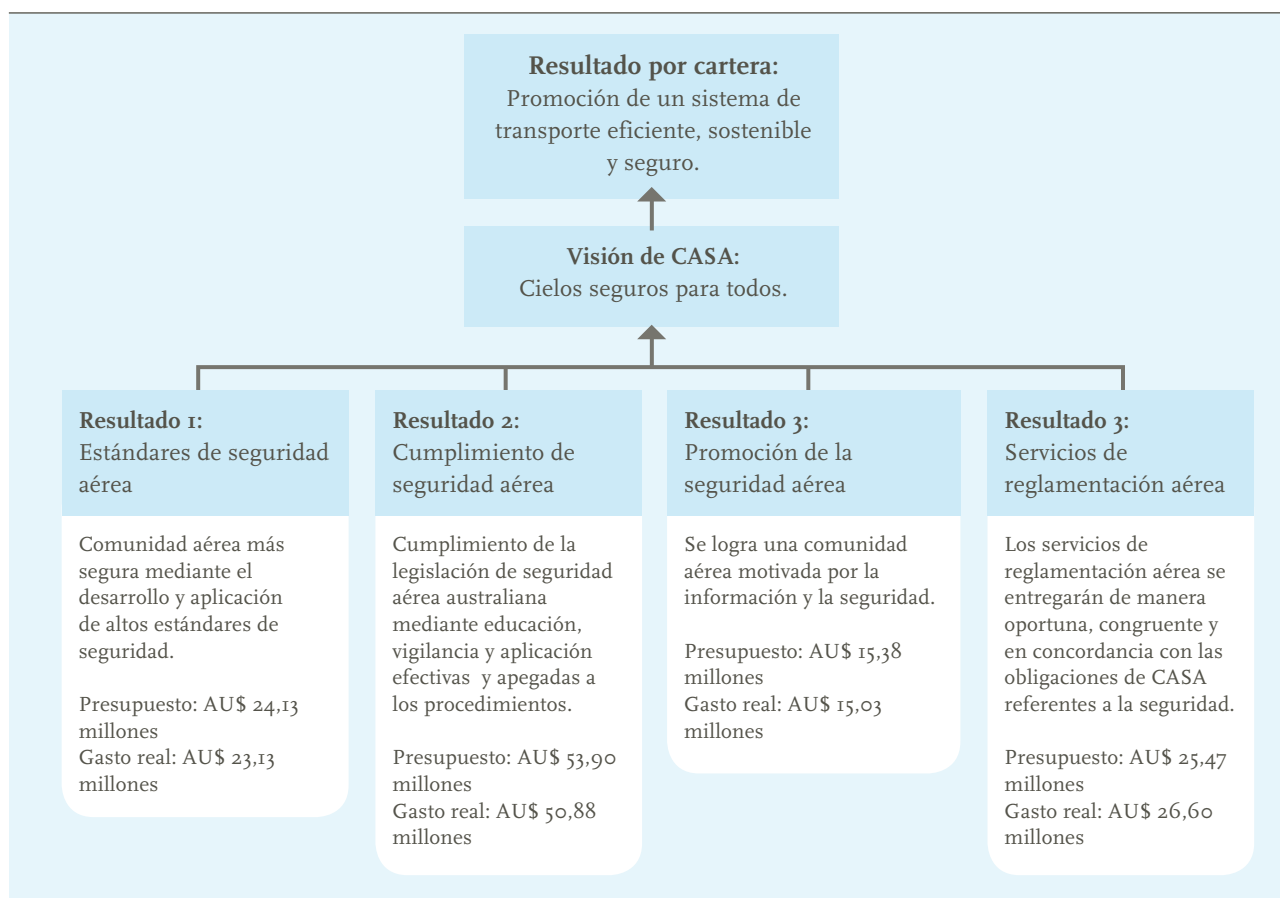 Resultado por cartera:
Promoción de un sistema de
transporte eficiente, sostenible
y seguro.
Visión de CASA:
Cielos seguros para todos.
Resultado 1:
Estándares de seguridad
aérea
Comunidad aérea más
segura mediante el
desarrollo y aplicación
de altos estándares de
seguridad.
Presupuesto: AU$ 24,13
millones
Gasto real: AU$ 23,13
millones
Resultado 2:
Cumplimiento de
seguridad aérea
Cumplimiento de la
legislación de seguridad
aérea australiana
mediante educación,
vigilancia y aplicación
efectivas y apegadas a
los procedimientos.
Presupuesto: AU$ 53,90
millones
Gasto real: AU$ 50,88
millones
Resultado 3:
Promoción de la
seguridad aérea
Se logra una comunidad
aérea motivada por la
información y la seguridad.
Presupuesto: AU$ 15,38
millones
Gasto real: AU$ 15,03
millones
Resultado 3:
Servicios de
reglamentación aérea
Los servicios de
reglamentación aérea se
entregarán de manera
oportuna, congruente y
en concordancia con las
obligaciones de CASA
referentes a la seguridad.
Presupuesto: AU$ 25,47
millones
Gasto real: AU$ 26,60
millones